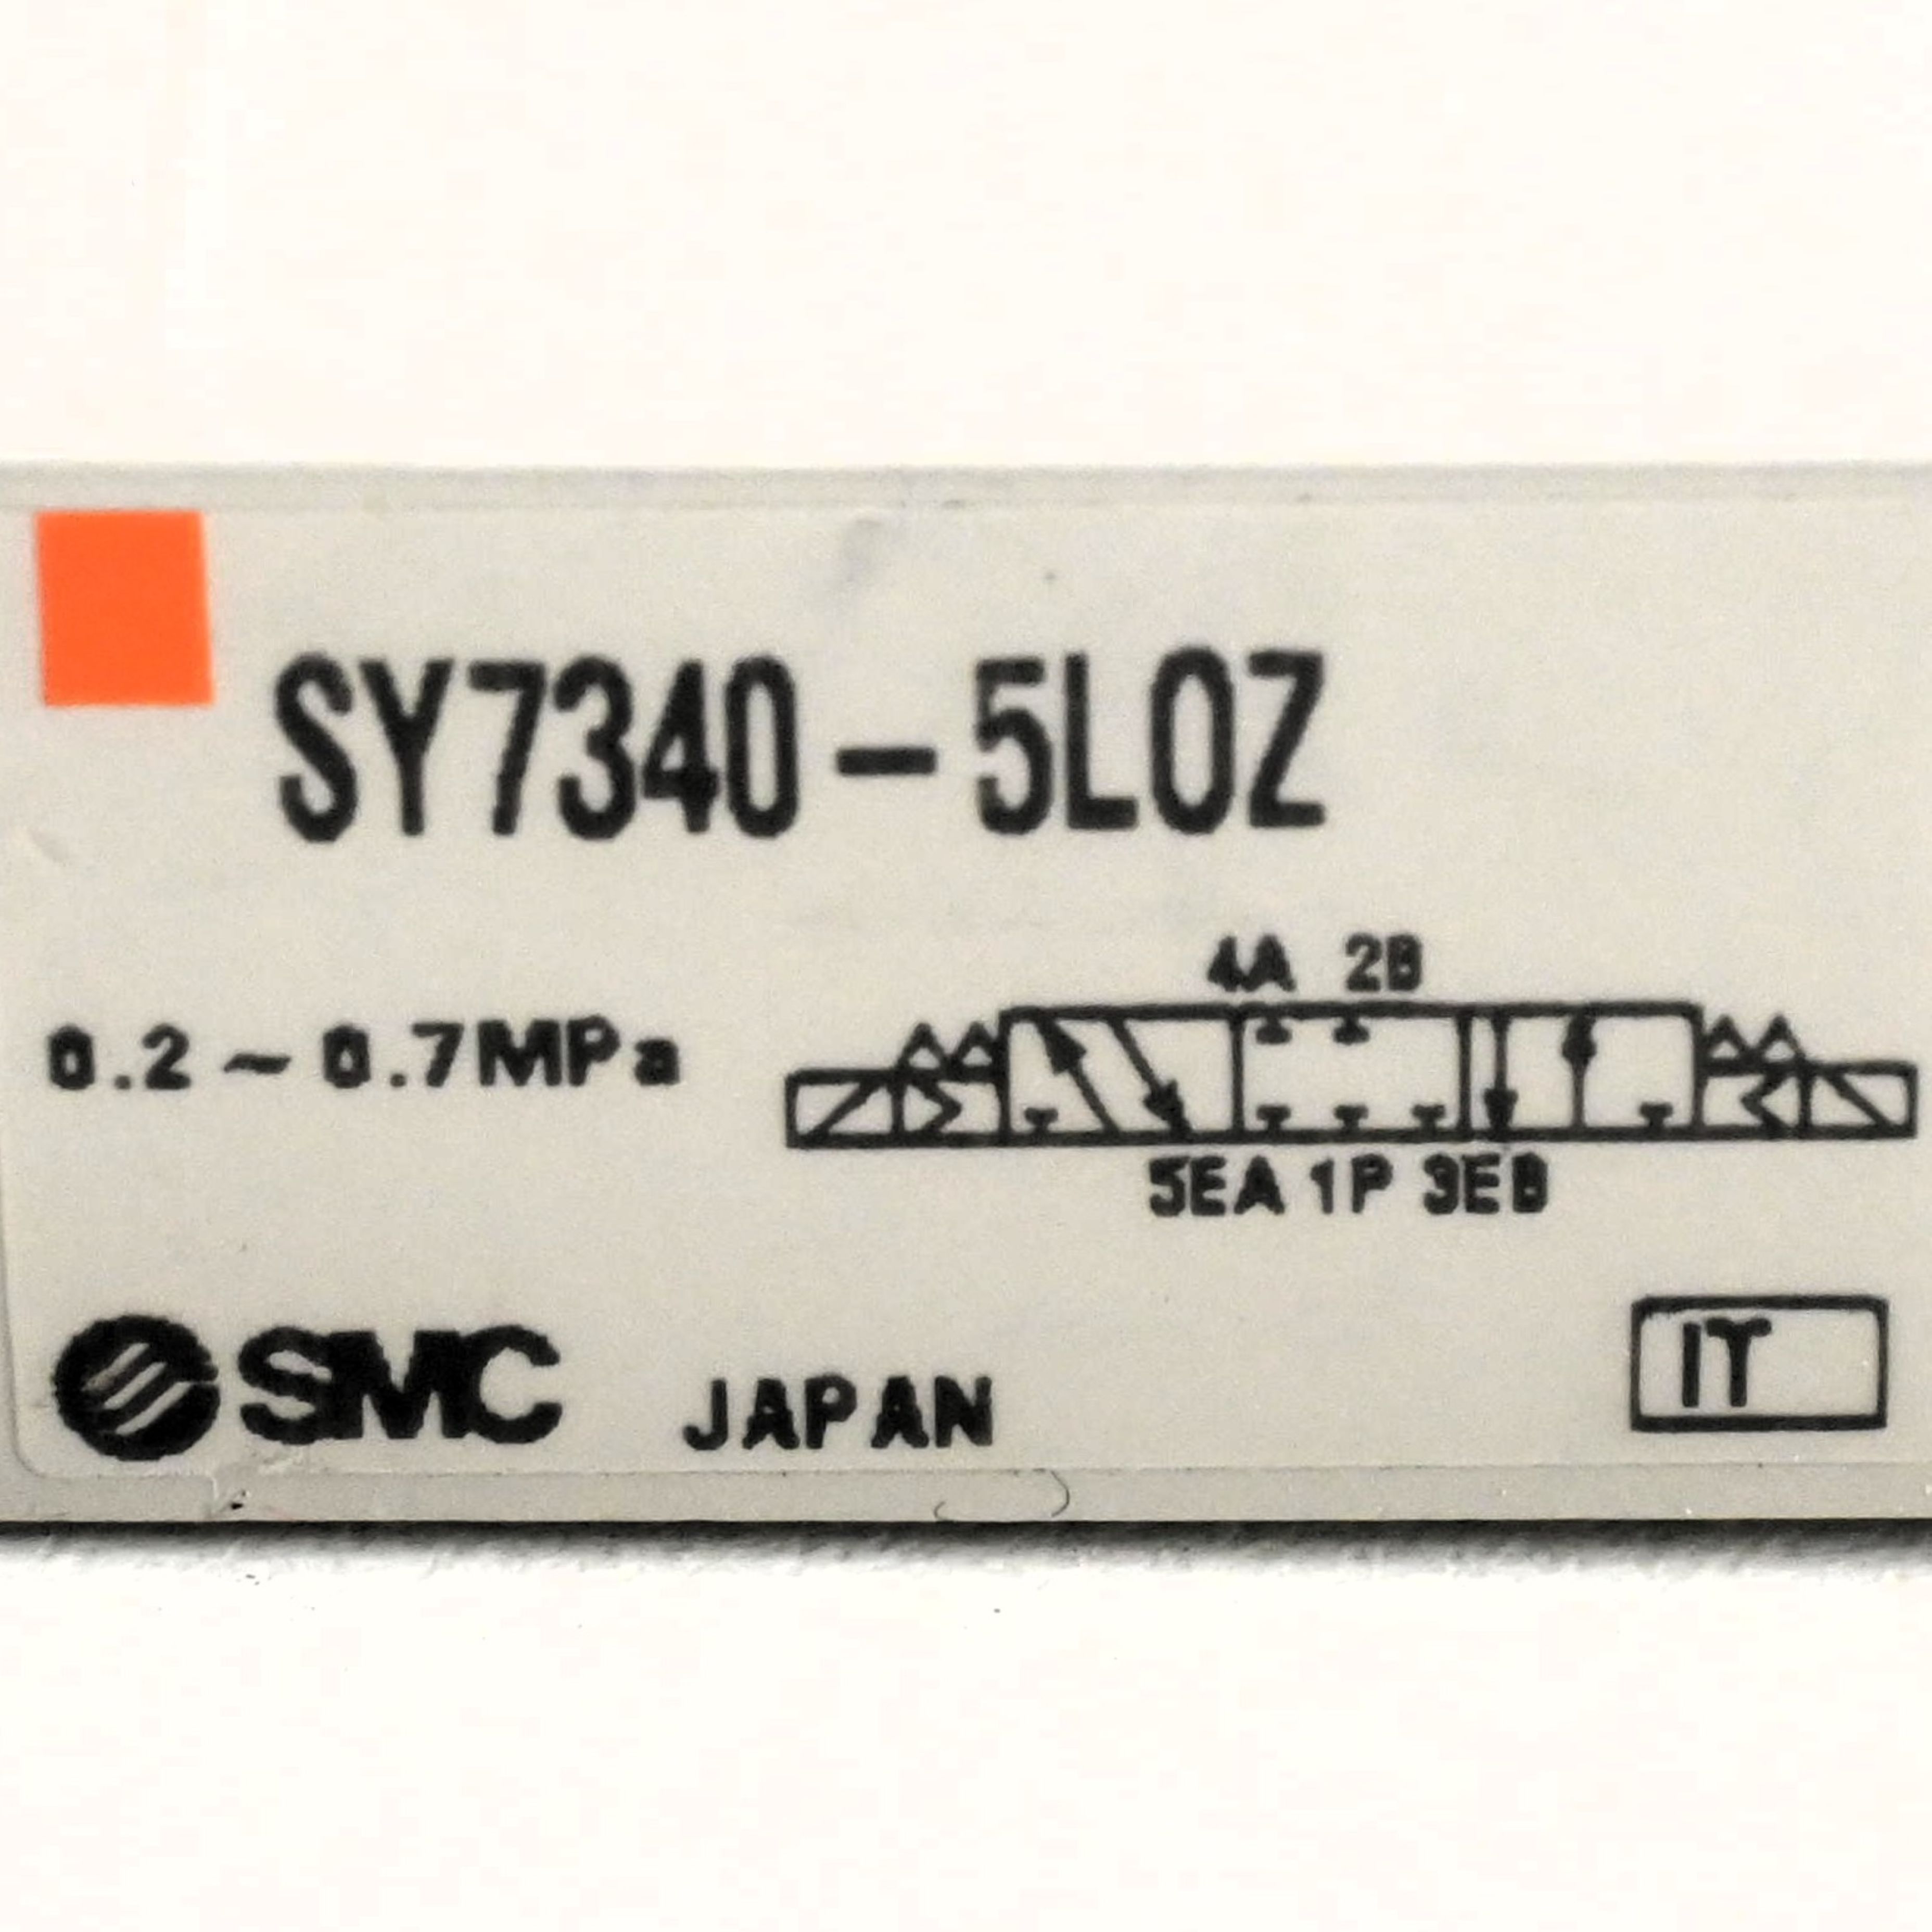 SY7340-5LOZ
4A 2B
0.2~0.7MPa
5EA 1P 3EB
SMC JAPAN
IT